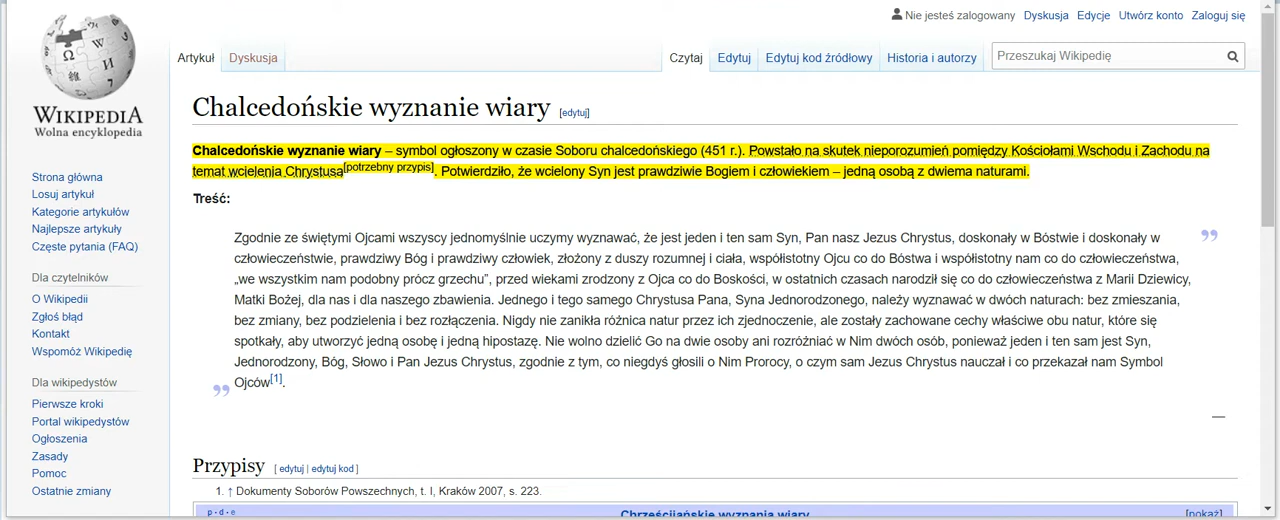 Nie jesteś zalogowany Dyskusja Edycje Utwórz konto Zaloguj się
WIKIPEDIA
Wolna encyklopedia
Artykuł Dyskusja Czytaj Edytuj Edytuj kod źródłowy Historia i autorzy Przeszukaj Wikipedię
Chalcedońskie wyznanie wiary [edytuj]
Chalcedońskie wyznanie wiary – symbol ogłoszony w czasie Soboru chalcedońskiego (451 r.). Powstało na skutek nieporozumień pomiędzy Kościołami Wschodu i Zachodu na
temat wcielenia Chrystusa[potrzebny przypis]. Potwierdziło, że wcielony Syn jest prawdziwie Bogiem i człowiekiem – jedną osobą z dwiema naturami.
Treść:
Zgodnie ze świętymi Ojcami wszyscy jednomyślnie uczymy wyznawać, że jest jeden i ten sam Syn, Pan nasz Jezus Chrystus, doskonały w Bóstwie i doskonały w
człowieczeństwie, prawdziwy Bóg i prawdziwy człowiek, złożony z duszy rozumnej i ciała, współistotny Ojcu co do Bóstwa i współistotny nam co do człowieczeństwa,
„we wszystkim nam podobny prócz grzechu”, przed wiekami zrodzony z Ojca co do Boskości, w ostatnich czasach narodził się co do człowieczeństwa z Marii Dziewicy,
Matki Bożej, dla nas i dla naszego zbawienia. Jednego i tego samego Chrystusa Pana, Syna Jednorodzonego, należy wyznawać w dwóch naturach: bez zmieszania,
bez zmiany, bez podzielenia i bez rozłączenia. Nigdy nie zanikła różnica natur przez ich zjednoczenie, ale zostały zachowane cechy właściwe obu natur, które się
spotkały, aby utworzyć jedną osobę i jedną hipostazę. Nie wolno dzielić Go na dwie osoby ani rozróżniać w Nim dwóch osób, ponieważ jeden i ten sam jest Syn,
Jednorodzony, Bóg, Słowo i Pan Jezus Chrystus, zgodnie z tym, co niegdyś głosili o Nim Prorocy, o czym sam Jezus Chrystus nauczał i co przekazał nam Symbol
Ojców[1].
—
Przypisy [ edytuj | edytuj kod ]
1. ↑ Dokumenty Soborów Powszechnych, t. I, Kraków 2007, s. 223.
p · d · e Chrześcijańskie wyznania wiary [pokaż]
Strona główna
Losuj artykuł
Kategorie artykułów
Najlepsze artykuły
Częste pytania (FAQ)
Dla czytelników
O Wikipedii
Zgłoś błąd
Kontakt
Wspomóż Wikipedię
Dla wikipedystów
Pierwsze kroki
Portal wikipedystów
Ogłoszenia
Zasady
Pomoc
Ostatnie zmiany